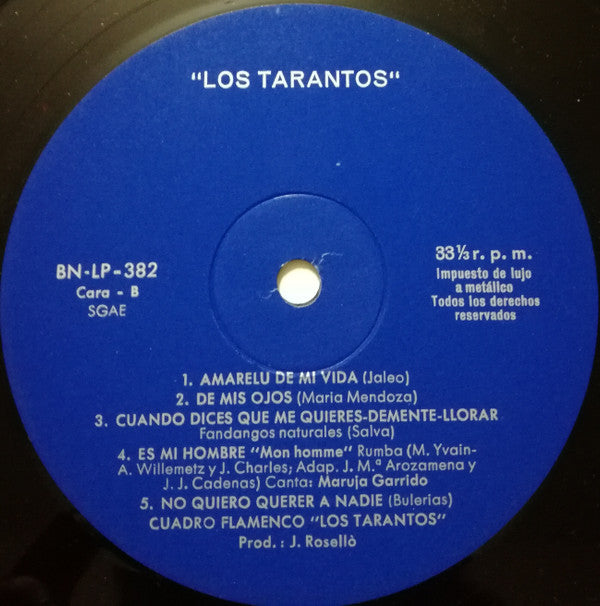 “LOS TARANTOS“
BN-LP-382
Cara - B
SGAE
33⅓ r. p. m.
Impuesto de lujo
a metálico
Todos los derechos
reservados
1. AMARELU DE MI VIDA (Jaleo)
2. DE MIS OJOS (Maria Mendoza)
3. CUANDO DICES QUE ME QUIERES-DEMENTE-LLORAR
Fandangos naturales (Salva)
4. ES MI HOMBRE “Mon homme“ Rumba (M. Yvain-
A. Willemetz y J. Charles; Adap. J. M.ª Arozamena y
J. J. Cadenas) Canta: Maruja Garrido
5. NO QUIERO QUERER A NADIE (Bulerias)
CUADRO FLAMENCO “LOS TARANTOS“
Prod.: J. Rosellò